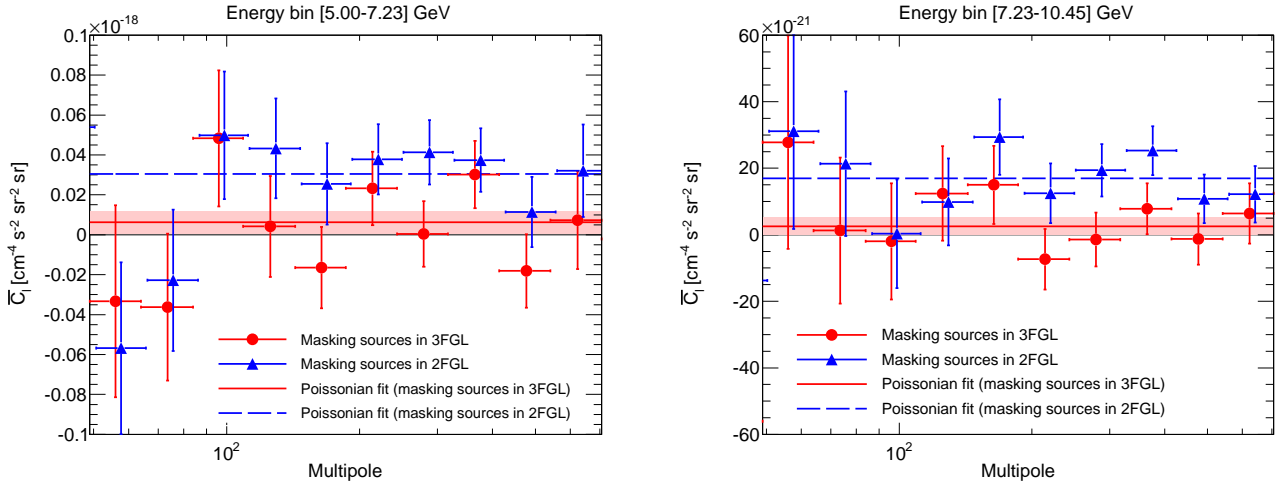 Energy bin [5.00-7.23] GeV
×10⁻¹⁸
0.1
0.08
0.06
0.04
0.02
0
-0.02
-0.04
-0.06
-0.08
-0.1
C̅ₗ [cm⁻⁴ s⁻² sr⁻² sr]
Masking sources in 3FGL
Masking sources in 2FGL
Poissonian fit (masking sources in 3FGL)
Poissonian fit (masking sources in 2FGL)
10²
Multipole
Energy bin [7.23-10.45] GeV
×10⁻²¹
60
40
20
0
-20
-40
-60
C̅ₗ [cm⁻⁴ s⁻² sr⁻² sr]
Masking sources in 3FGL
Masking sources in 2FGL
Poissonian fit (masking sources in 3FGL)
Poissonian fit (masking sources in 2FGL)
10²
Multipole